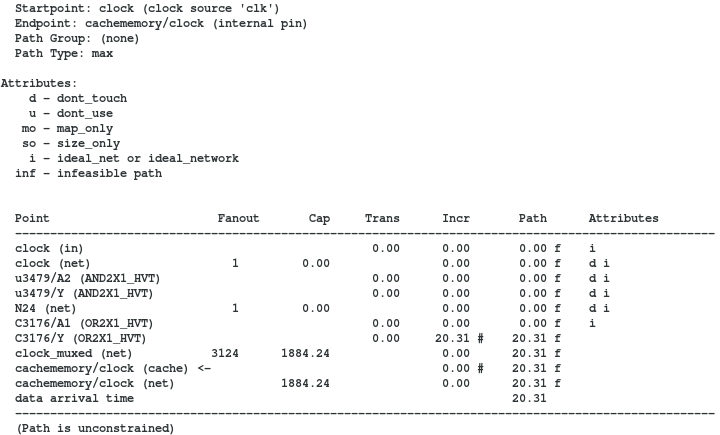 Startpoint: clock (clock source 'clk')
Endpoint: cachememory/clock (internal pin)
Path Group: (none)
Path Type: max
Attributes:
d - dont_touch
u - dont_use
mo - map_only
so - size_only
i - ideal_net or ideal_network
inf - infeasible path
Point Fanout Cap Trans Incr Path Attributes
clock (in) 0.00 0.00 0.00 f i
clock (net) 1 0.00 0.00 0.00 f d i
u3479/A2 (AND2X1_HVT) 0.00 0.00 0.00 f d i
u3479/Y (AND2X1_HVT) 0.00 0.00 0.00 f d i
N24 (net) 1 0.00 0.00 0.00 f d i
C3176/A1 (OR2X1_HVT) 0.00 0.00 0.00 f i
C3176/Y (OR2X1_HVT) 0.00 20.31 # 20.31 f
clock_muxed (net) 3124 1884.24 0.00 20.31 f
cachememory/clock (cache) <- 0.00 # 20.31 f
cachememory/clock (net) 1884.24 0.00 20.31 f
data arrival time 20.31
(Path is unconstrained)